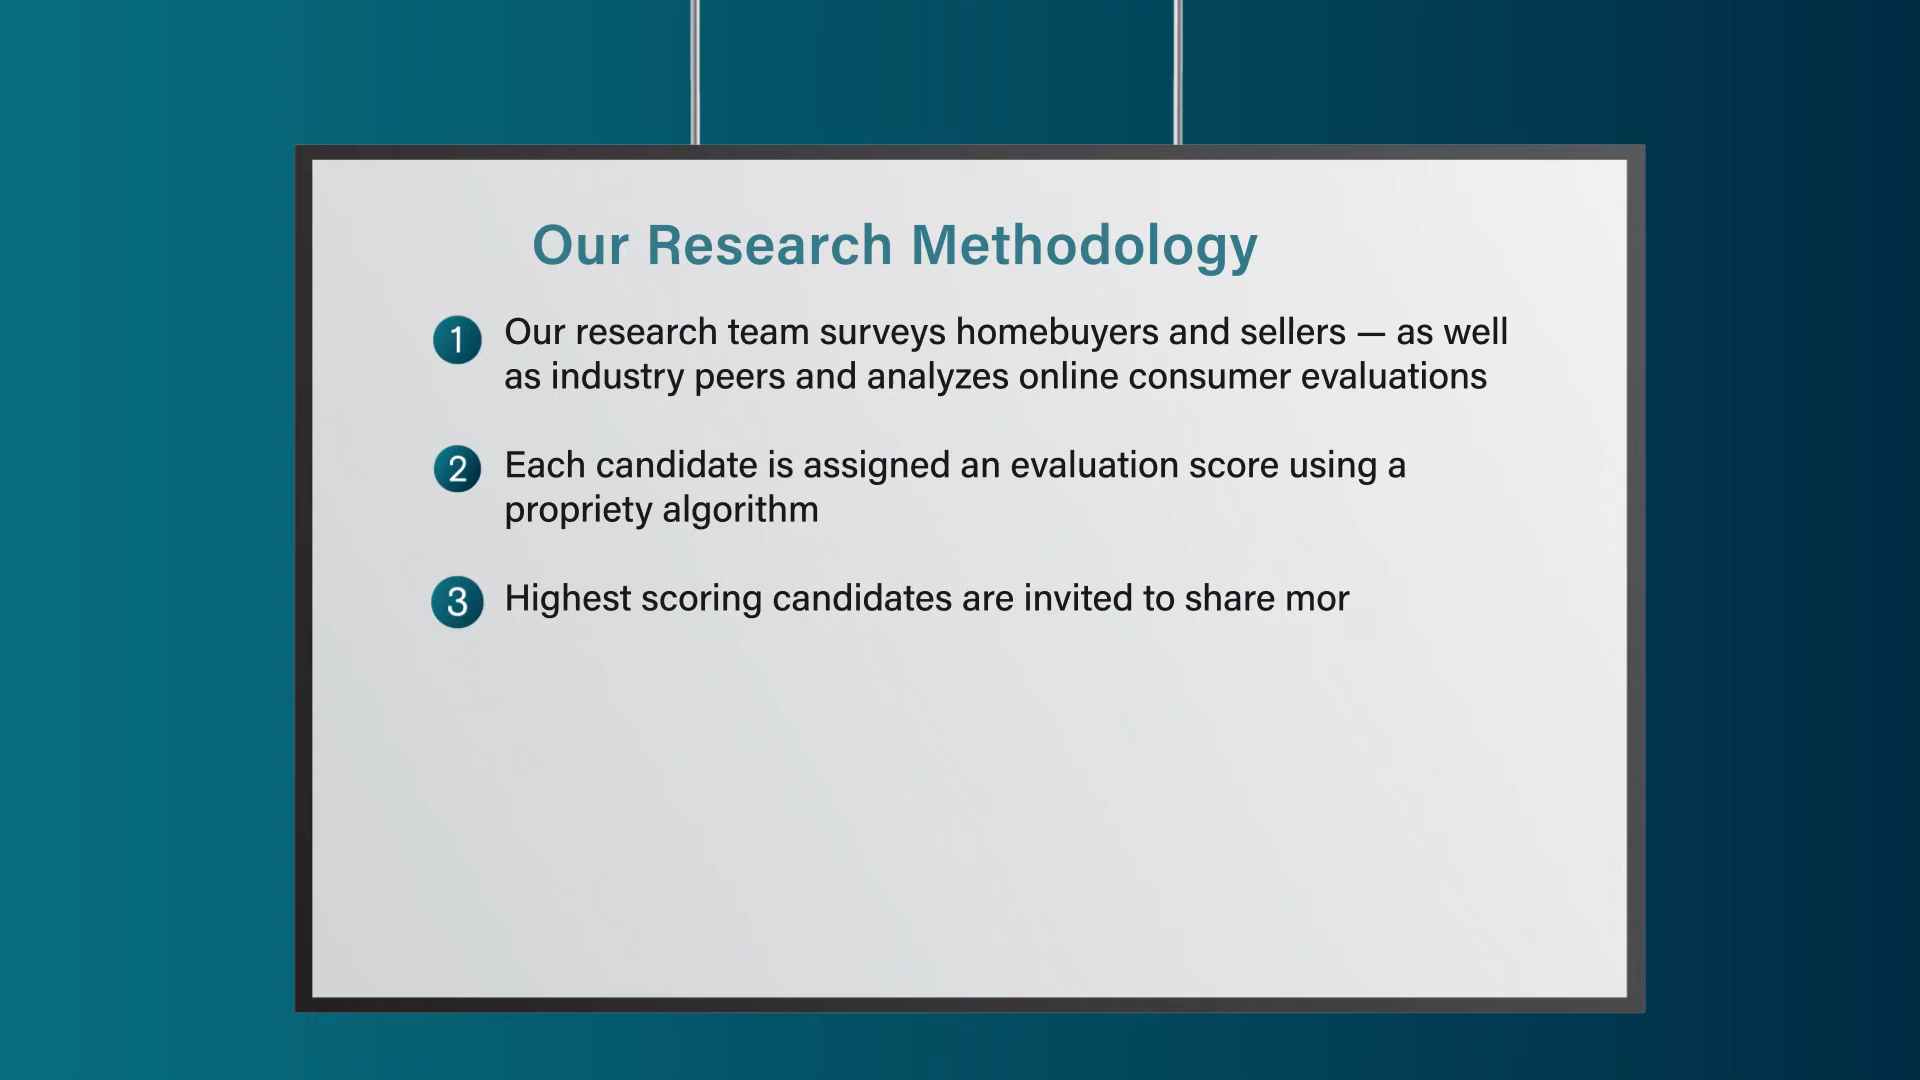 Our Research Methodology
1 Our research team surveys homebuyers and sellers — as well
as industry peers and analyzes online consumer evaluations
2 Each candidate is assigned an evaluation score using a
propriety algorithm
3 Highest scoring candidates are invited to share mor